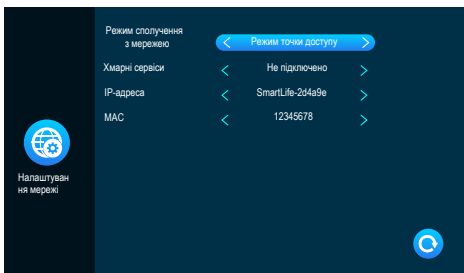 Режим сполучення
з мережею
Режим точки доступу
Хмарні сервіси
Не підключено
IP-адреса
SmartLife-2d4a9e
MAC
12345678
Налаштуван
ня мережі